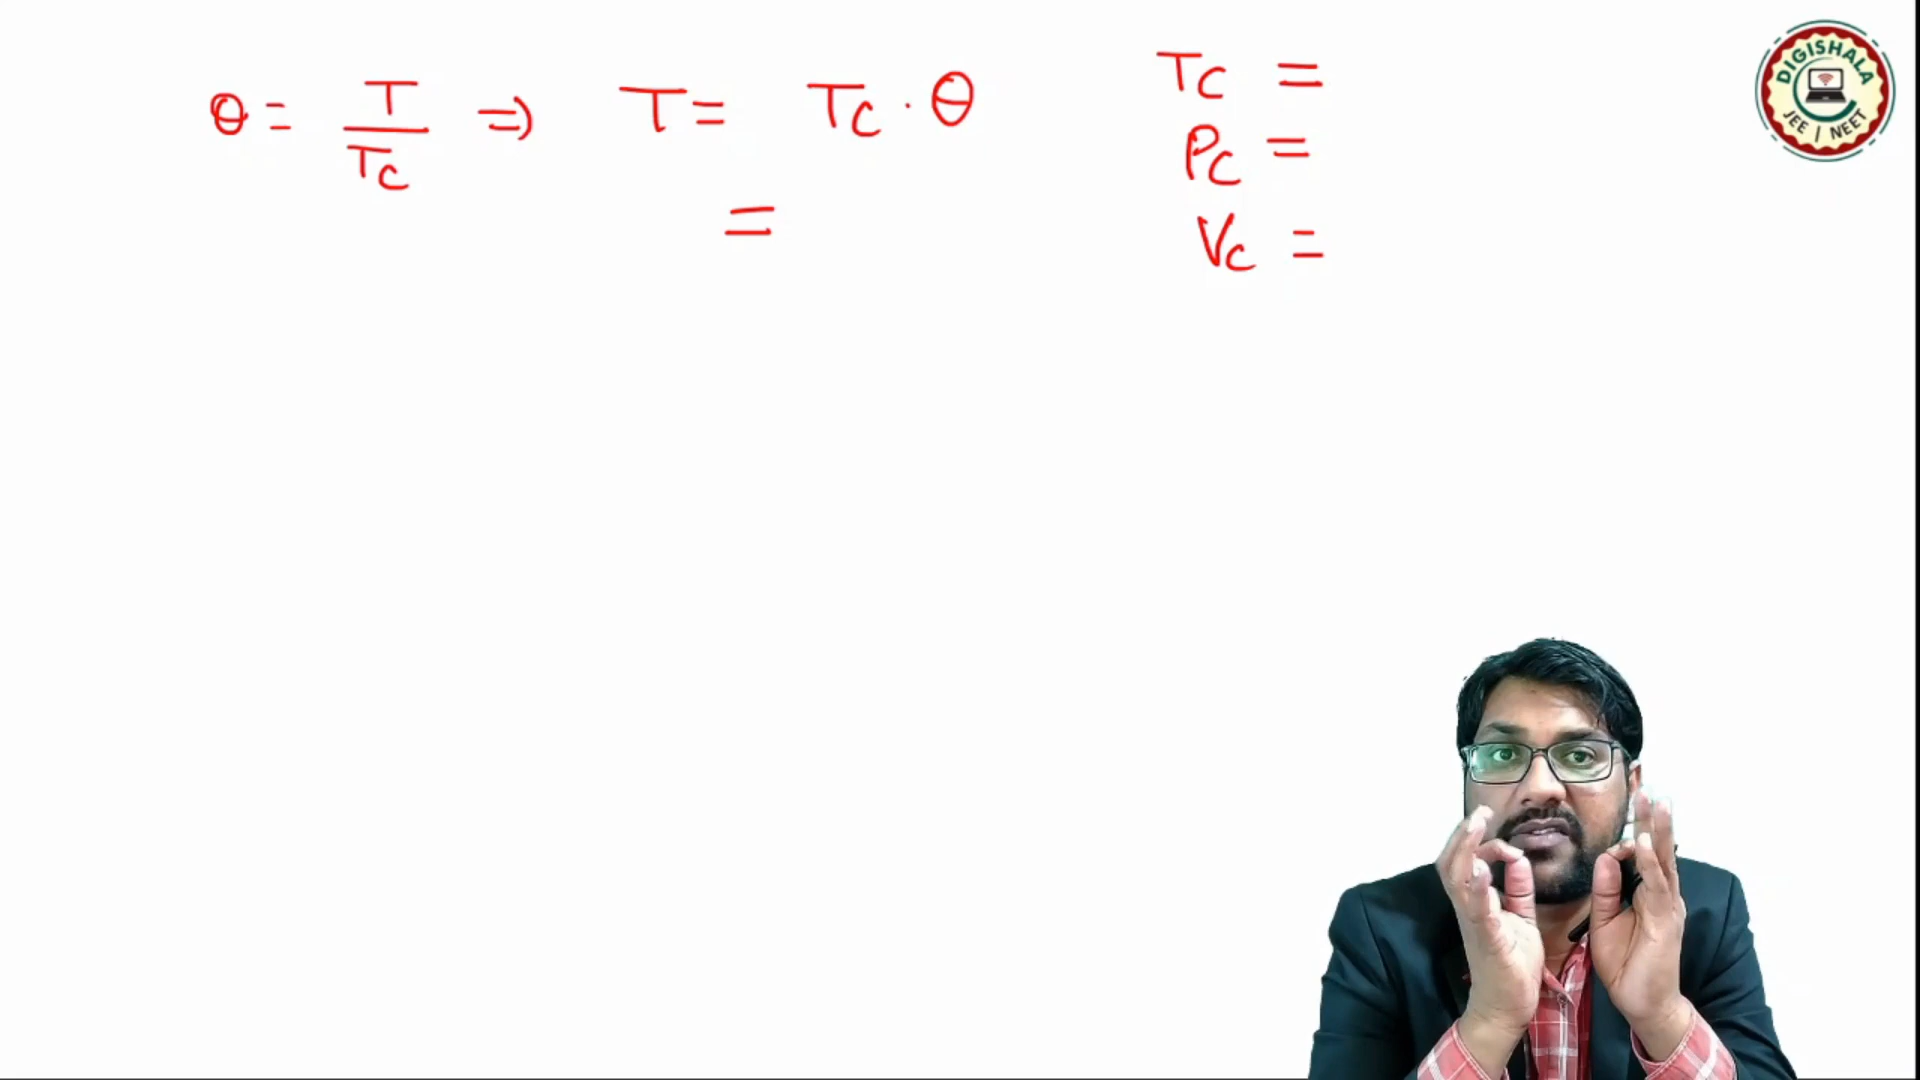 θ = T/Tc ⇒ T = Tc · θ
=
Tc =
Pc =
Vc =
DIGISHALA
JEE | NEET